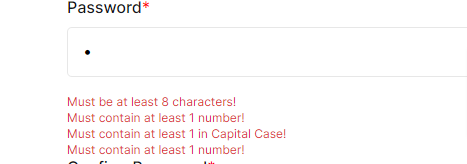 Password*
Must be at least 8 characters!
Must contain at least 1 number!
Must contain at least 1 in Capital Case!
Must contain at least 1 number!